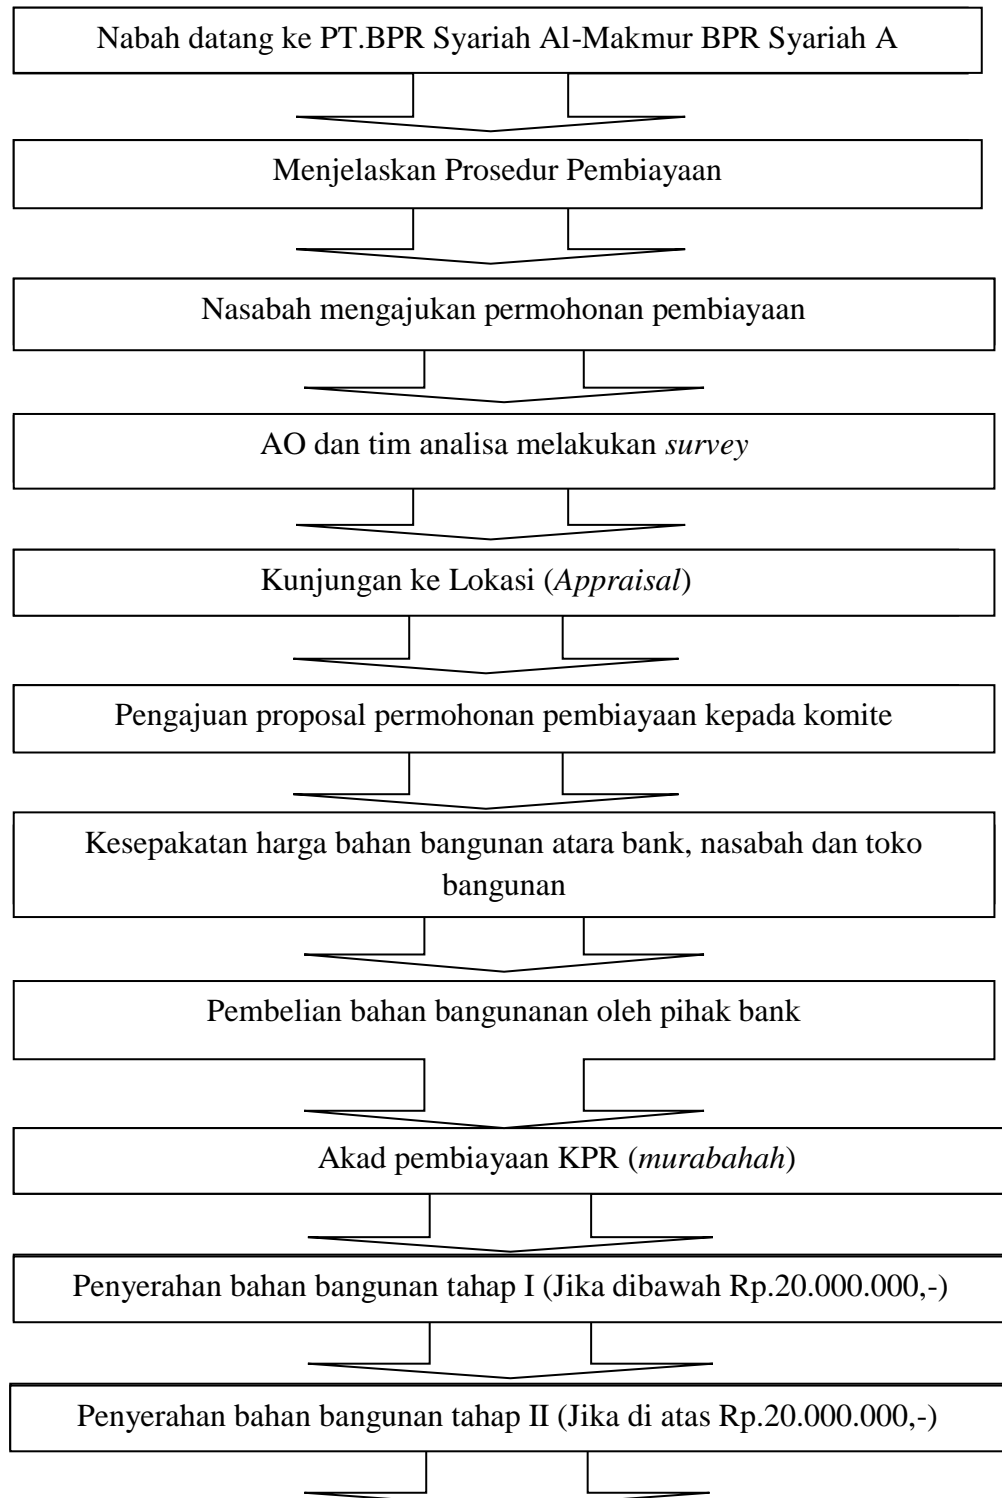 Nabah datang ke PT.BPR Syariah Al-Makmur BPR Syariah A
Menjelaskan Prosedur Pembiayaan
Nasabah mengajukan permohonan pembiayaan
AO dan tim analisa melakukan survey
Kunjungan ke Lokasi (Appraisal)
Pengajuan proposal permohonan pembiayaan kepada komite
Kesepakatan harga bahan bangunan atara bank, nasabah dan toko
bangunan
Pembelian bahan bangunanan oleh pihak bank
Akad pembiayaan KPR (murabahah)
Penyerahan bahan bangunan tahap I (Jika dibawah Rp.20.000.000,-)
Penyerahan bahan bangunan tahap II (Jika di atas Rp.20.000.000,-)